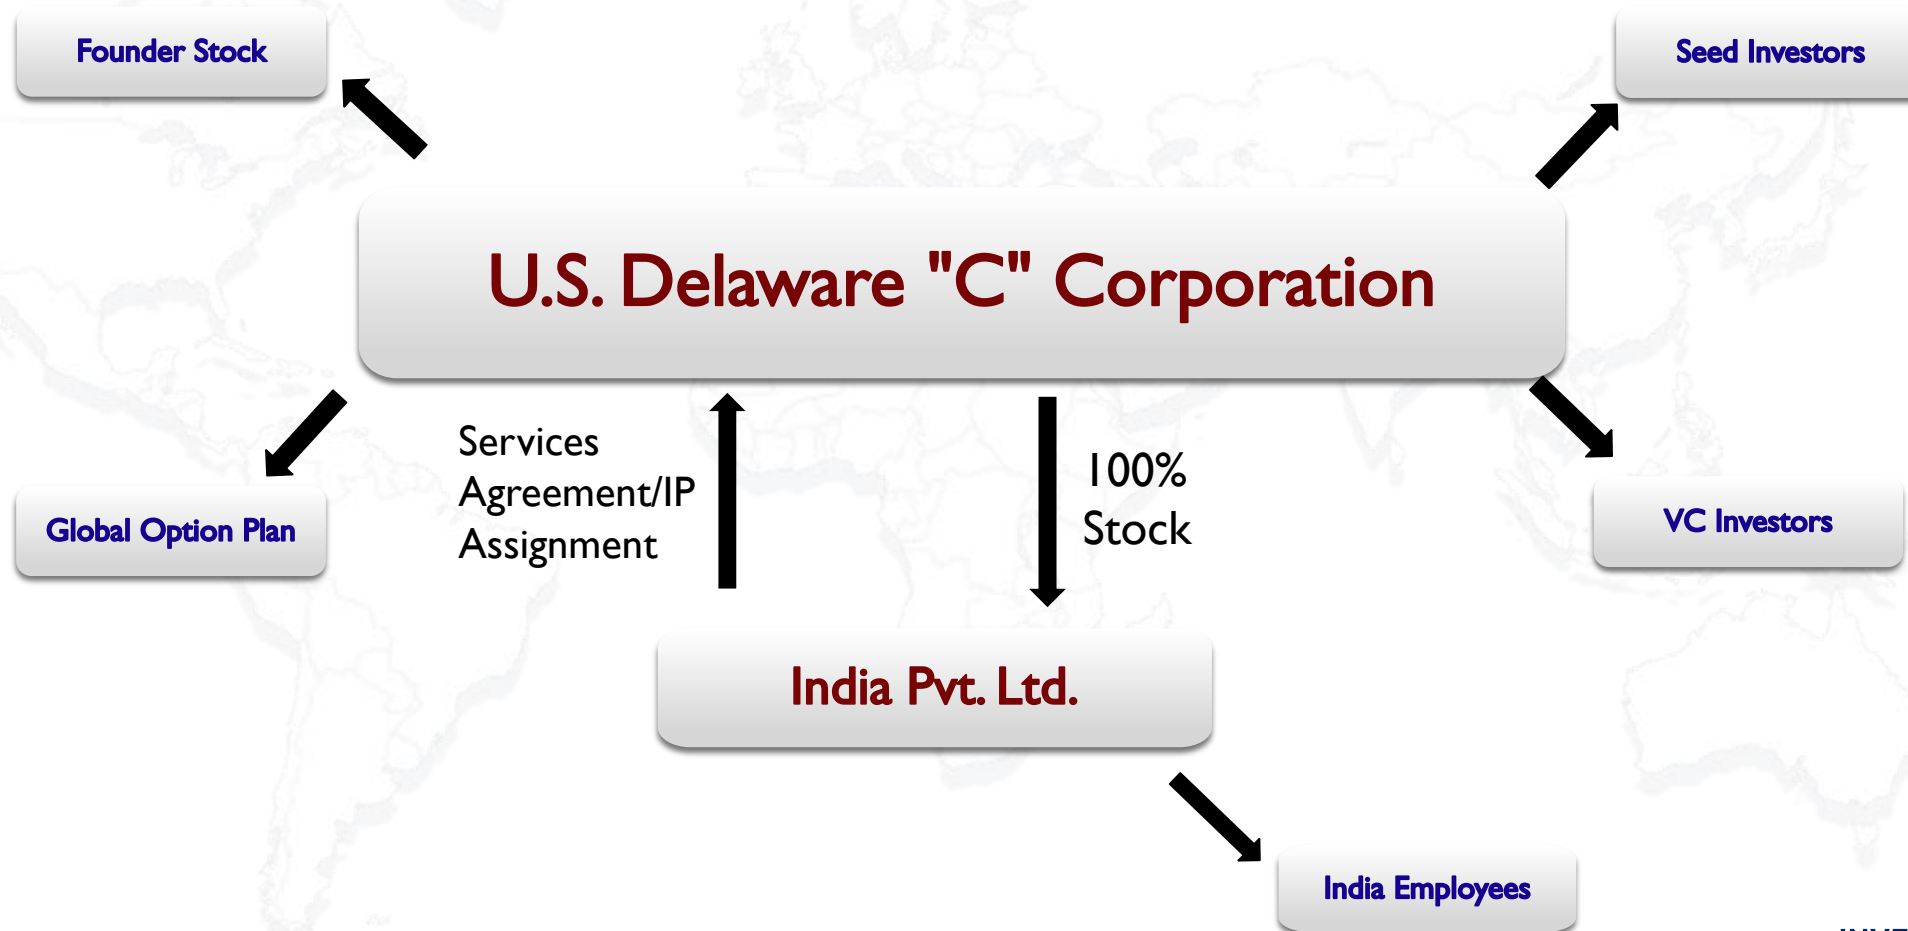 Founder Stock
Seed Investors
U.S. Delaware "C" Corporation
Services
Agreement/IP
Assignment
100%
Stock
Global Option Plan
VC Investors
India Pvt. Ltd.
India Employees